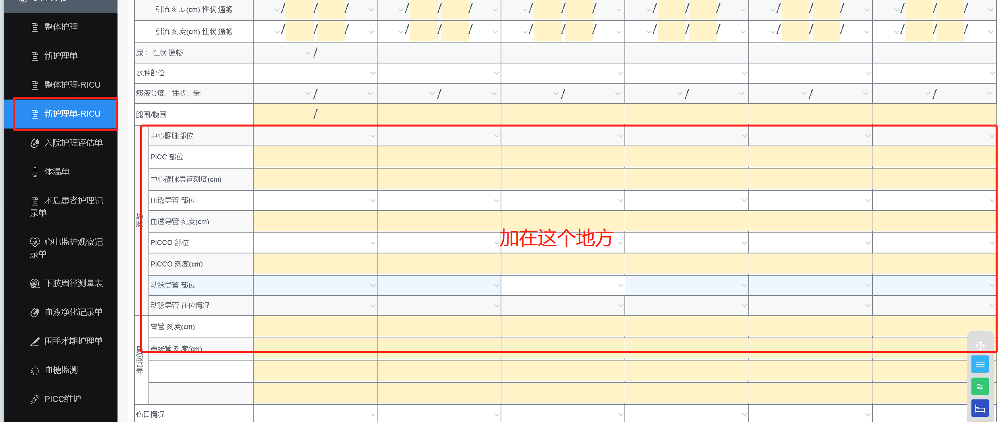 整体护理
新护理单
整体护理-RICU
新护理单-RICU
入院护理评估单
体温单
术后患者护理记
录单
心电监护观察记
录单
下肢周径测量表
血液净化记录单
围手术期护理单
血糖监测
PICC维护
引流 刻度(cm) 性状 通畅 / / / / / / / / / / / / / / / / / /
引流 刻度(cm) 性状 通畅 / / / / / / / / / / / / / / / / / /
尿： 性状 通畅 /
水肿部位
痰液分度、性状、量 / / / / / /
腿围/腹围 /
静脉
中心静脉部位
PICC 部位
中心静脉导管刻度(cm)
血透导管 部位
血透导管 刻度(cm)
加在这个地方
PICCO 部位
PICCO 刻度(cm)
动脉导管 部位
动脉导管 在位情况
鼻饲营养
胃管 刻度(cm)
鼻肠管 刻度(cm)
伤口情况